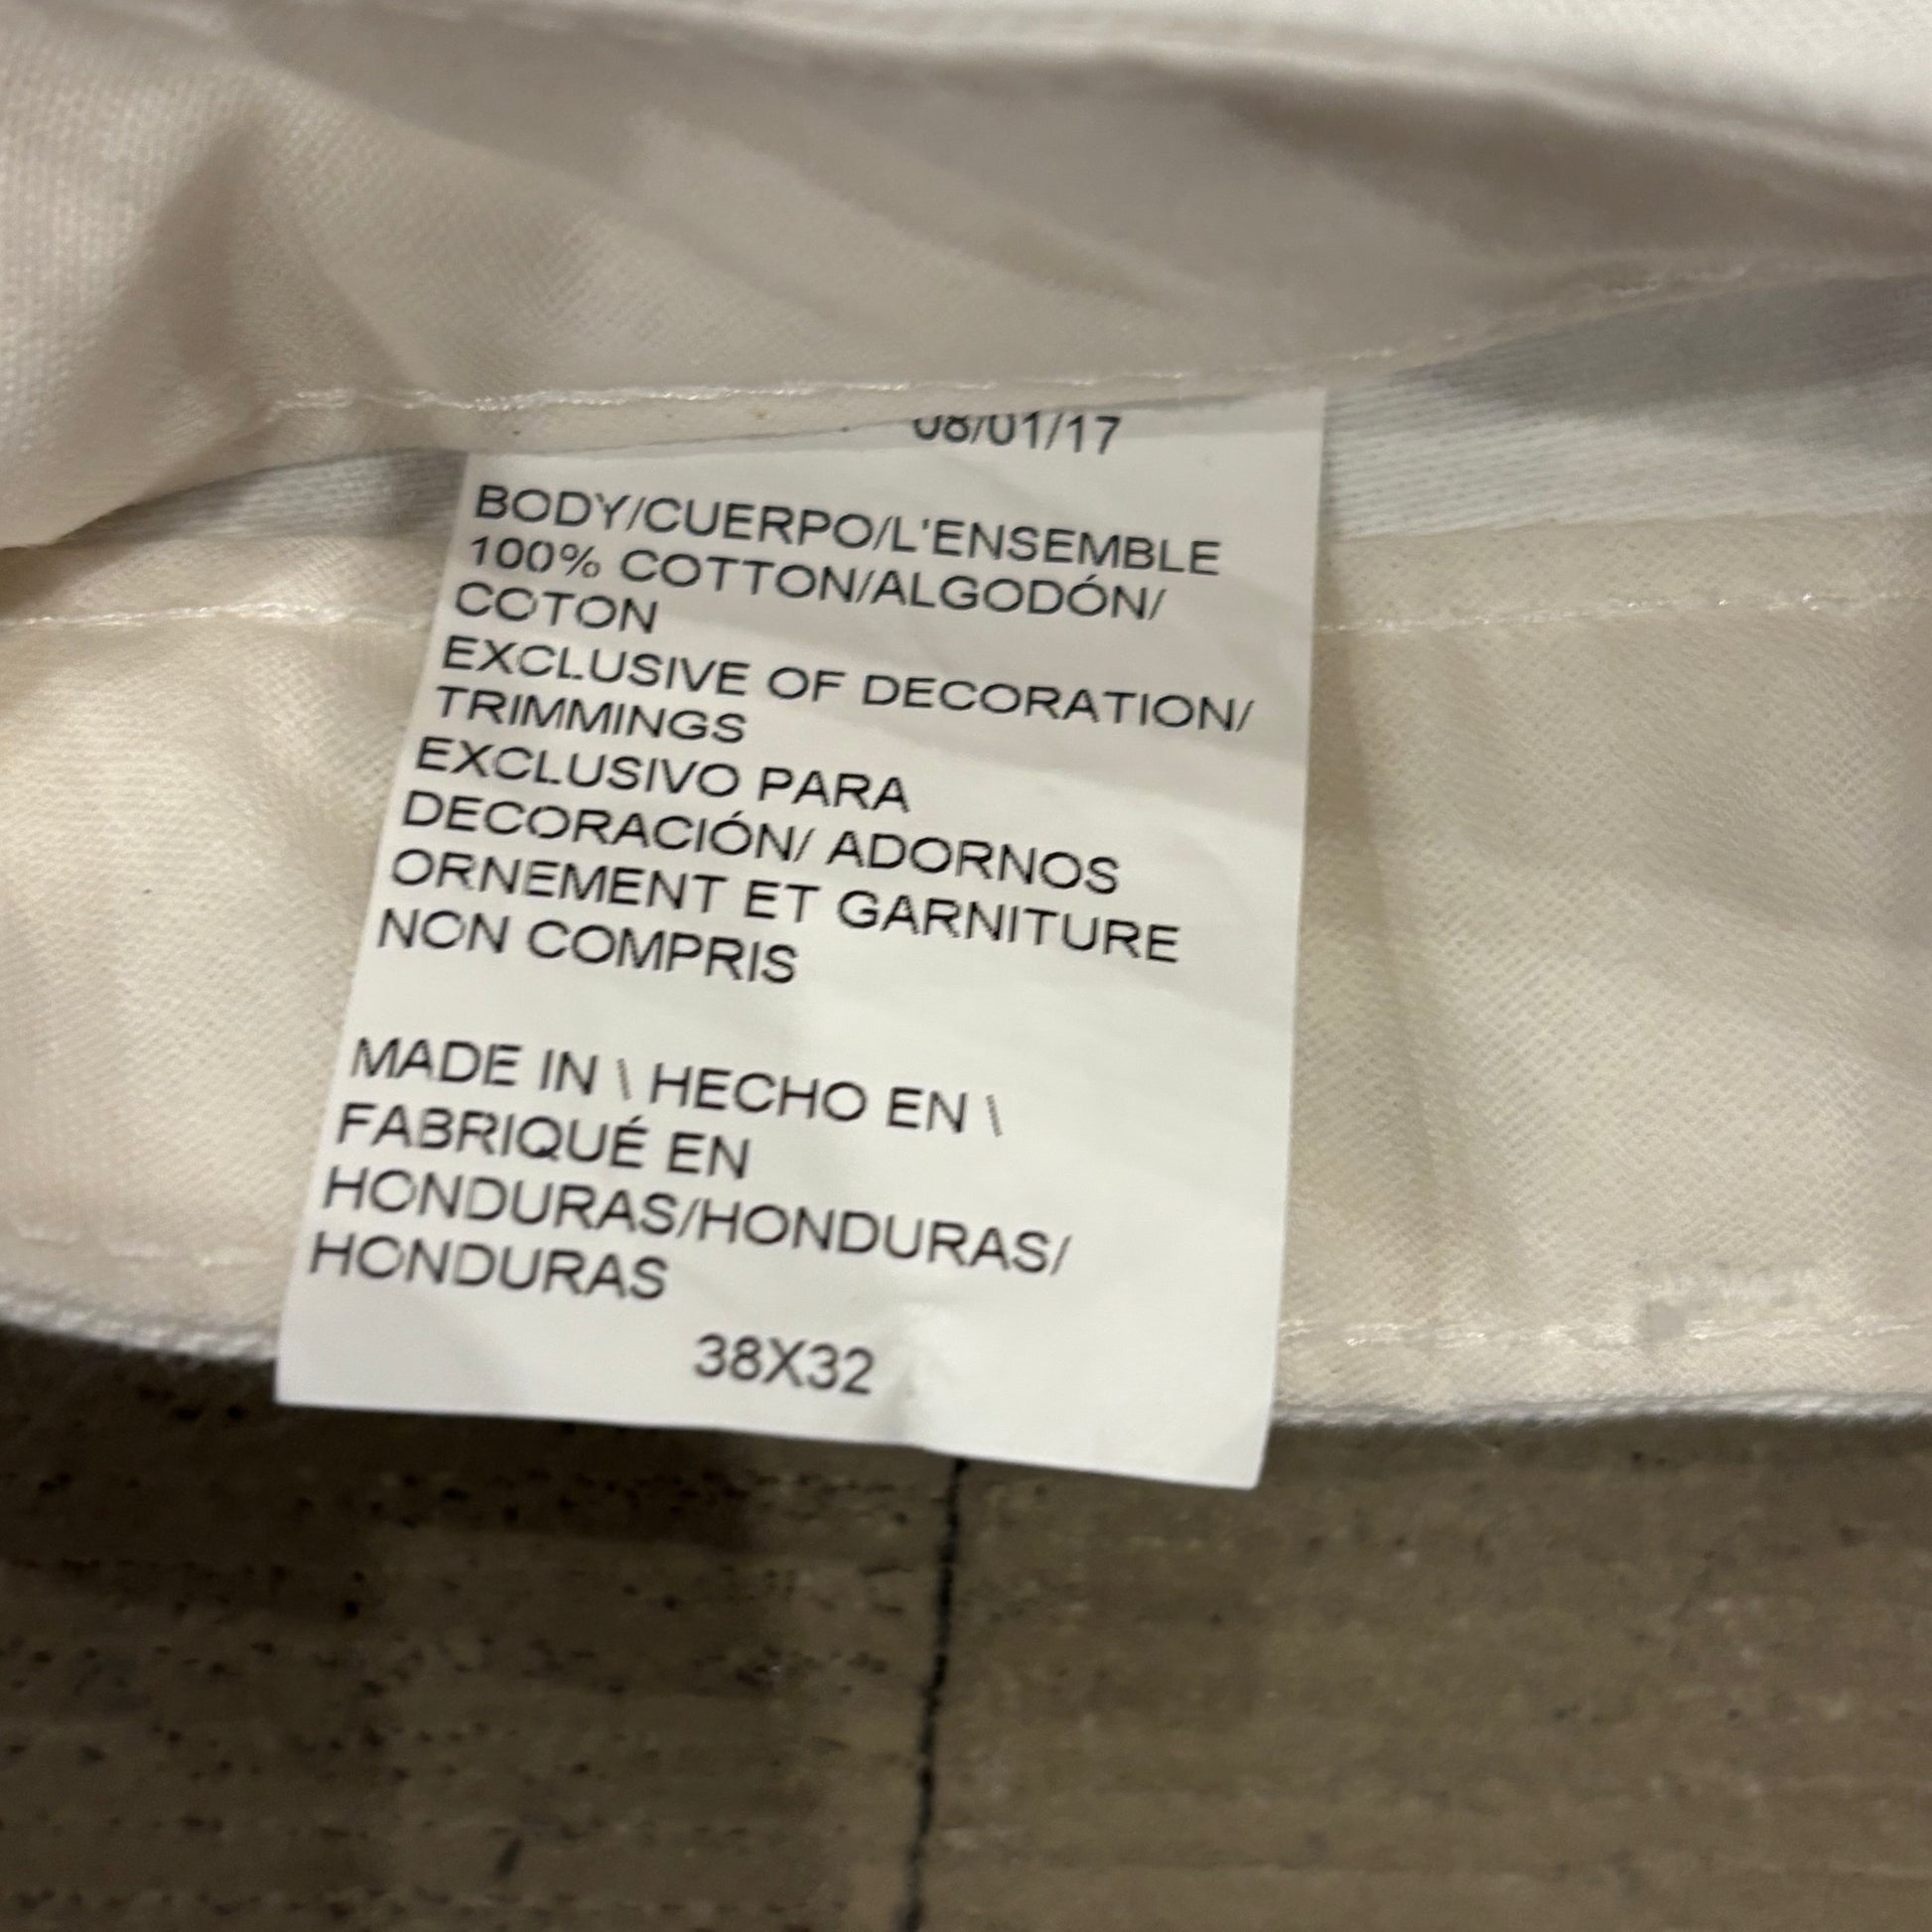 08/01/17
BODY/CUERPO/L'ENSEMBLE
100% COTTON/ALGODÓN/
COTON
EXCLUSIVE OF DECORATION/
TRIMMINGS
EXCLUSIVO PARA
DECORACIÓN/ ADORNOS
ORNEMENT ET GARNITURE
NON COMPRIS
MADE IN \ HECHO EN \
FABRIQUÉ EN
HONDURAS/HONDURAS/
HONDURAS
38X32